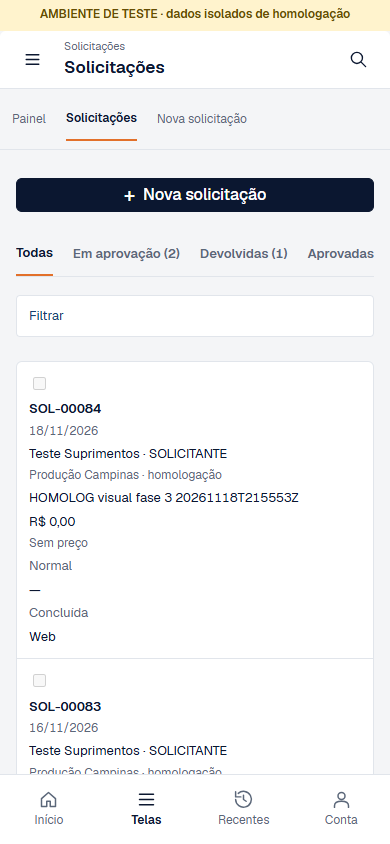 AMBIENTE DE TESTE · dados isolados de homologação
Solicitações
Solicitações
Painel
Solicitações
Nova solicitação
+ Nova solicitação
Todas
Em aprovação (2)
Devolvidas (1)
Aprovadas
Filtrar
SOL-00084
18/11/2026
Teste Suprimentos · SOLICITANTE
Produção Campinas · homologação
HOMOLOG visual fase 3 20261118T215553Z
R$ 0,00
Sem preço
Normal
—
Concluída
Web
SOL-00083
16/11/2026
Teste Suprimentos · SOLICITANTE
Produção Campinas · homologação
Início
Telas
Recentes
Conta